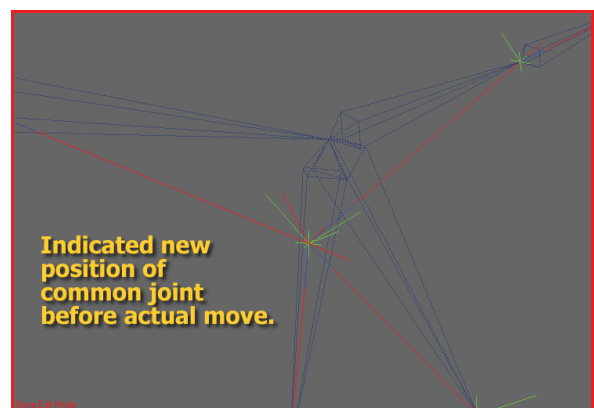 Indicated new
position of
common joint
before actual move.